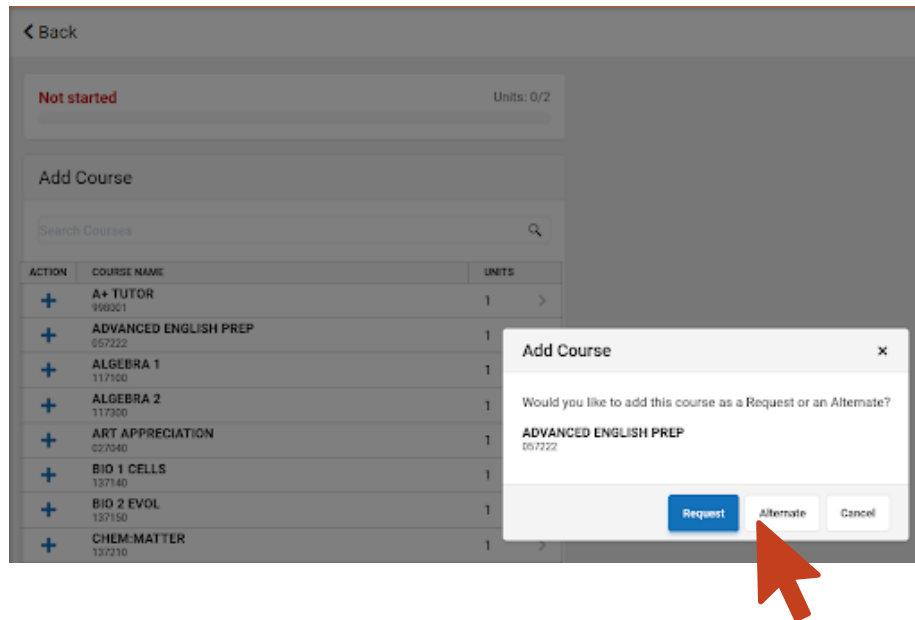 Back
Not started
Units: 0/2
Add Course
Search Courses
ACTION COURSE NAME UNITS
A+ TUTOR
998001
1
ADVANCED ENGLISH PREP
057222
1
ALGEBRA 1
117100
1
ALGEBRA 2
117300
1
ART APPRECIATION
027040
1
BIO 1 CELLS
137140
1
BIO 2 EVOL
137150
1
CHEM:MATTER
137210
1
Add Course
×
Would you like to add this course as a Request or an Alternate?
ADVANCED ENGLISH PREP
057222
Request Alternate Cancel